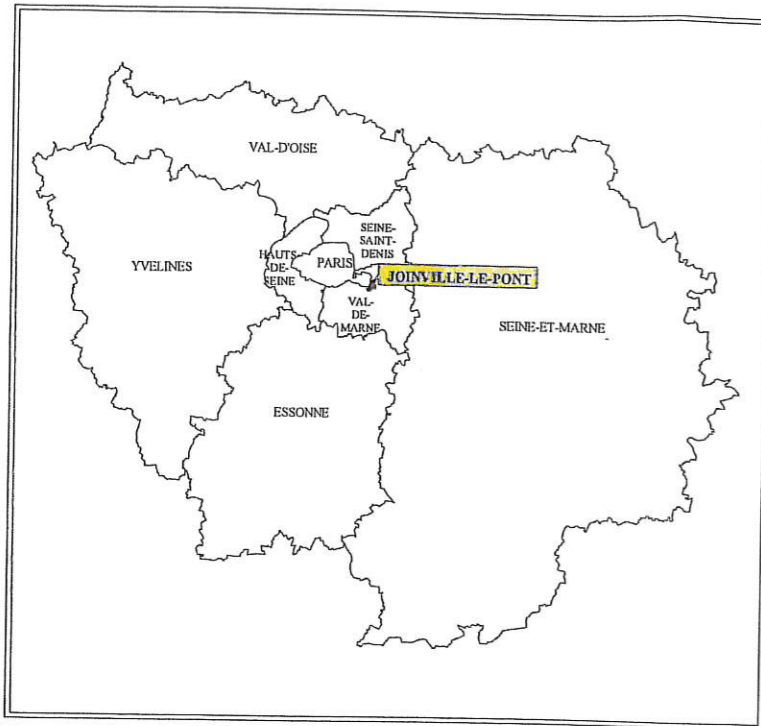 VAL-D'OISE
YVELINES
HAUTS-
DE-
SEINE
PARIS
SEINE-
SAINT-
DENIS
JOINVILLE-LE-PONT
VAL-
DE-
MARNE
SEINE-ET-MARNE
ESSONNE